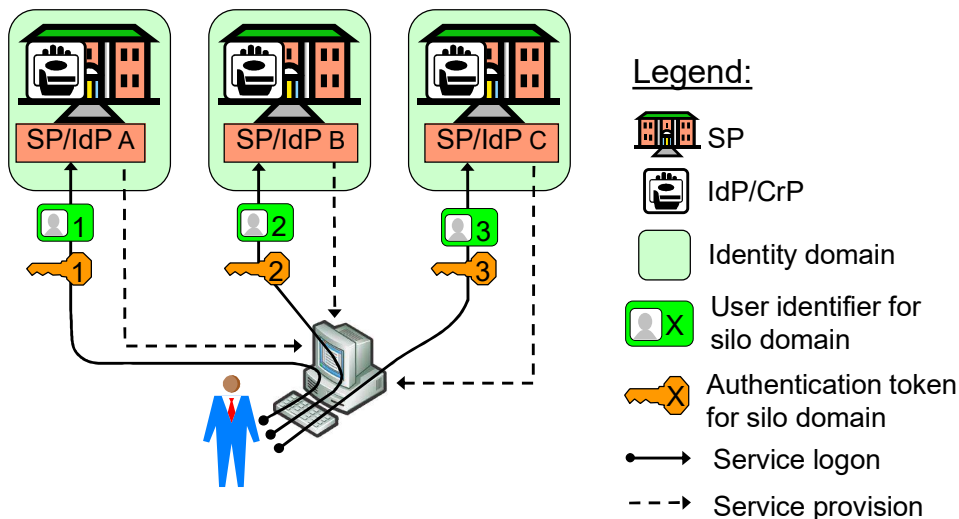 SP/IdP A
SP/IdP B
SP/IdP C
1
2
3
1
2
3
Legend:
SP
IdP/CrP
Identity domain
X
User identifier for
silo domain
X
Authentication token
for silo domain
Service logon
Service provision